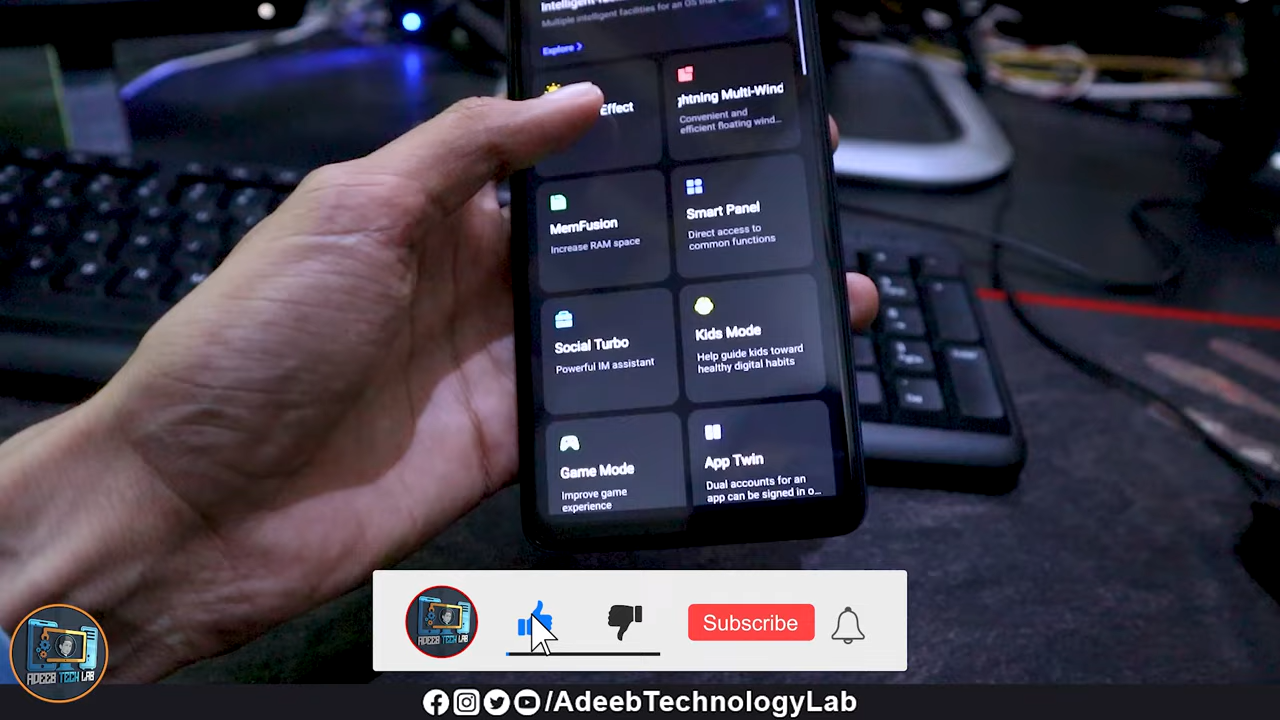 Multiple intelligent facilities for an OS that
Explore >
Effect
ghtning Multi-Wind
Convenient and
efficient floating wind...
MemFusion
Increase RAM space
Smart Panel
Direct access to
common functions
Social Turbo
Powerful IM assistant
Kids Mode
Help guide kids toward
healthy digital habits
Game Mode
Improve game
experience
App Twin
Dual accounts for an
app can be signed in o...
ADEEB TECH LAB
Subscribe
ADEEB TECH LAB
/AdeebTechnologyLab